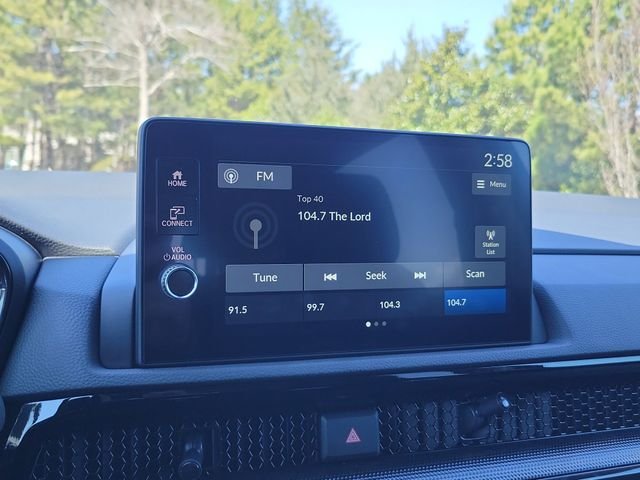 2:58
HOME
FM
Menu
Top 40
104.7 The Lord
CONNECT
Station
List
VOL
AUDIO
Tune
Seek
Scan
91.5
99.7
104.3
104.7